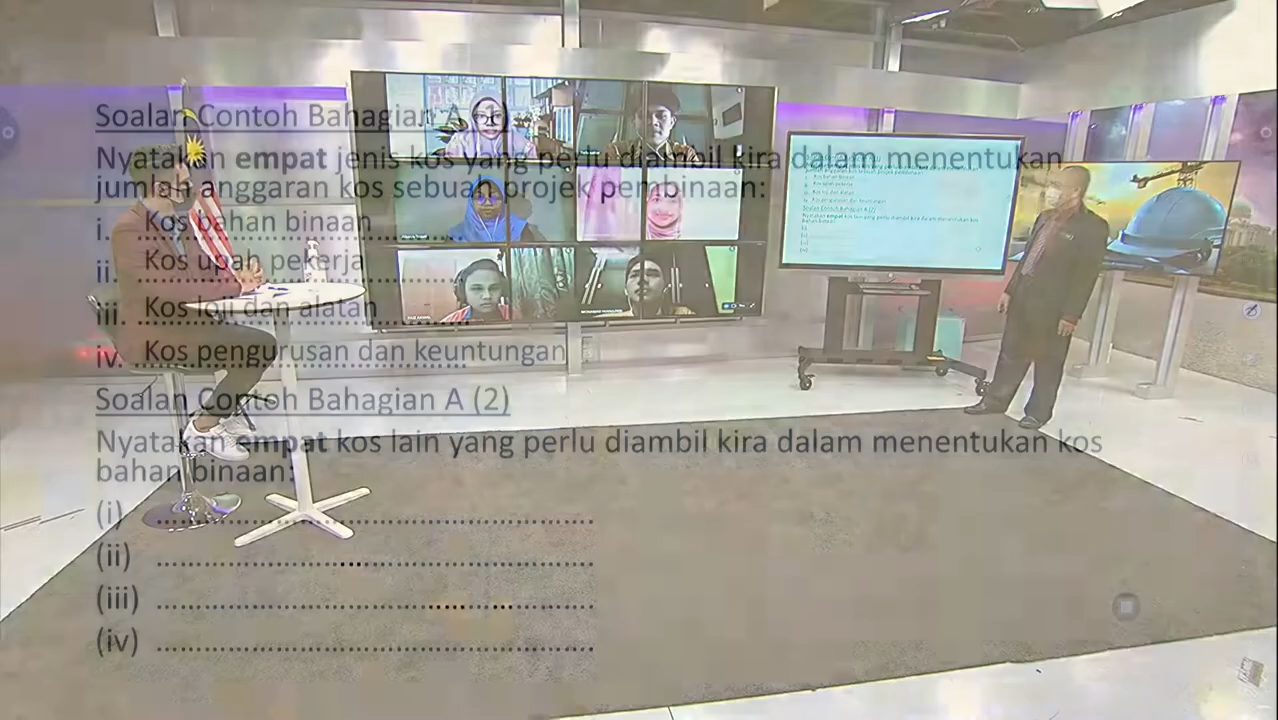 Soalan Contoh Bahagian A (1)
Nyatakan empat jenis kos yang perlu diambil kira dalam menentukan
jumlah anggaran kos sebuah projek pembinaan:
i. Kos bahan binaan
ii. Kos upah pekerja
iii. Kos loji dan alatan
iv. Kos pengurusan dan keuntungan
Soalan Contoh Bahagian A (2)
Nyatakan empat kos lain yang perlu diambil kira dalam menentukan kos
bahan binaan:
(i) ........................................................
(ii) ........................................................
(iii) ........................................................
(iv) ........................................................